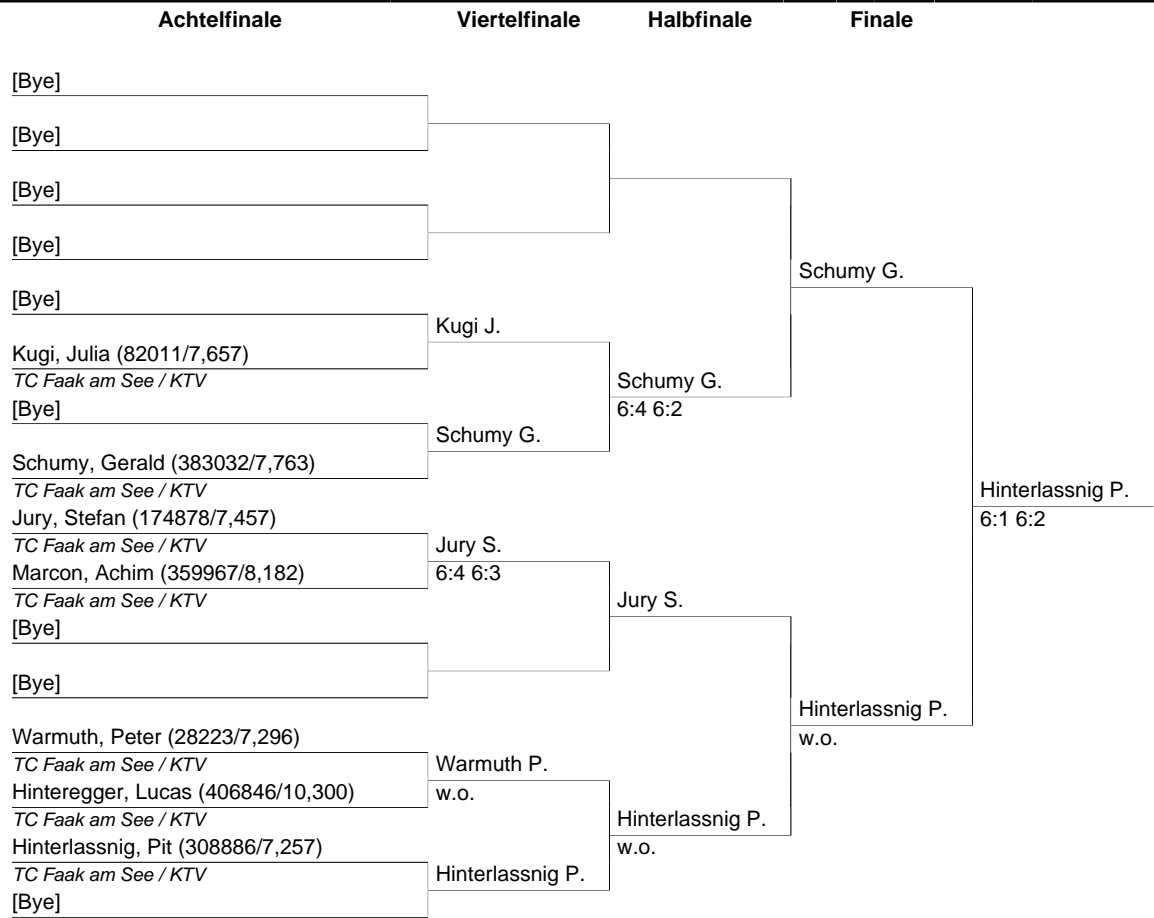 Achtelfinale Viertelfinale Halbfinale Finale
[Bye]
[Bye]
[Bye]
[Bye]
Schumy G.
[Bye]
Kugi J.
Kugi, Julia (82011/7,657)
TC Faak am See / KTV
Schumy G.
[Bye]
6:4 6:2
Schumy G.
Schumy, Gerald (383032/7,763)
TC Faak am See / KTV
Hinterlassnig P.
Jury, Stefan (174878/7,457)
6:1 6:2
TC Faak am See / KTV
Jury S.
Marcon, Achim (359967/8,182)
6:4 6:3
TC Faak am See / KTV
Jury S.
[Bye]
[Bye]
Hinterlassnig P.
Warmuth, Peter (28223/7,296)
w.o.
TC Faak am See / KTV
Warmuth P.
Hinteregger, Lucas (406846/10,300)
w.o.
TC Faak am See / KTV
Hinterlassnig P.
Hinterlassnig, Pit (308886/7,257)
w.o.
TC Faak am See / KTV
Hinterlassnig P.
[Bye]